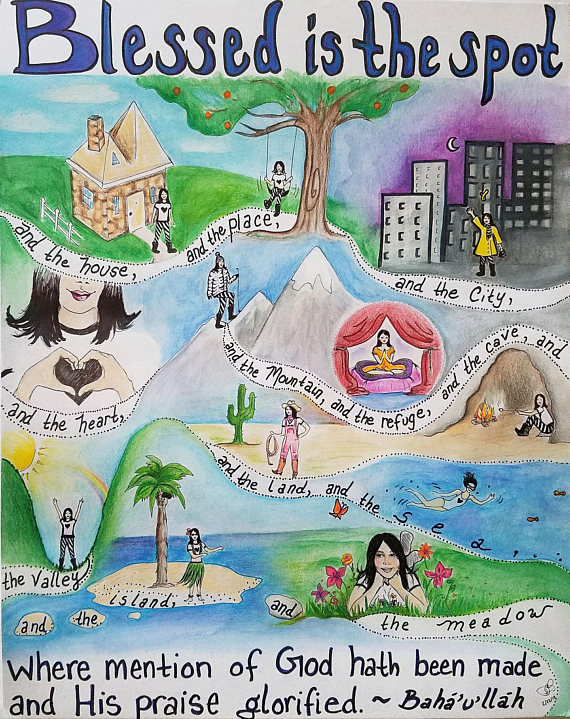 Blessed is the spot
and the house,
and the place,
and the City,
and the heart,
and the Mountain, and the refuge, and the cave, and
the valley
and the land, and the sea,
and the
island,
and
the meadow
Where mention of God hath been made
and His praise glorified. ~ Bahá'u'lláh